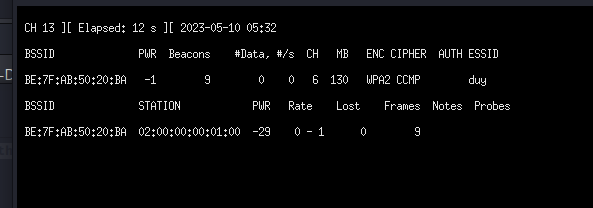 CH 13 ][ Elapsed: 12 s ][ 2023-05-10 05:32
BSSID PWR Beacons #Data, #/s CH MB ENC CIPHER AUTH ESSID
BE:7F:AB:50:20:BA -1 9 0 0 6 130 WPA2 CCMP duy
BSSID STATION PWR Rate Lost Frames Notes Probes
BE:7F:AB:50:20:BA 02:00:00:00:01:00 -29 0 - 1 0 9